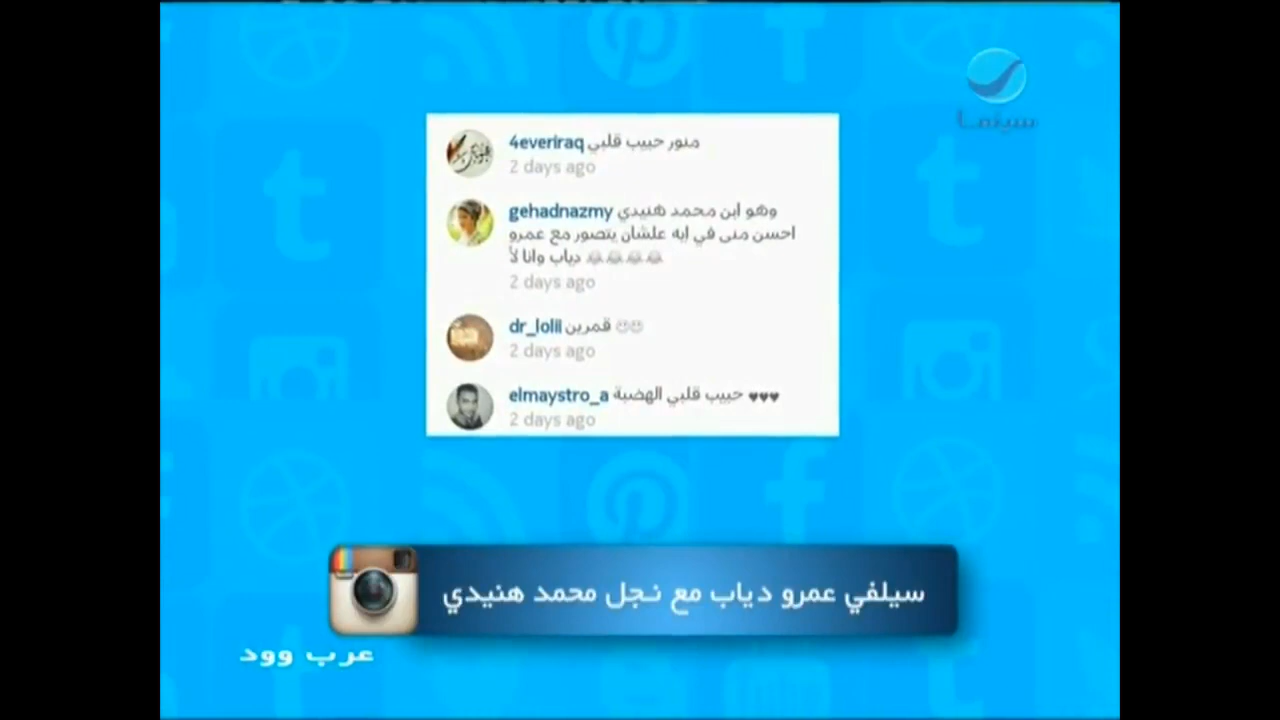 سينما
4everiraq منور حبيب قلبي
2 days ago
gehadnazmy وهو ابن محمد هنيدي
احسن منى في ايه علشان يتصور مع عمرو
دياب وانا لأ 😂😂😂😂
2 days ago
dr_lolii قمرين 😍😍
2 days ago
elmaystro_a حبيب قلبي الهضبة ♥♥♥
2 days ago
سيلفي عمرو دياب مع نجل محمد هنيدي
عرب وود